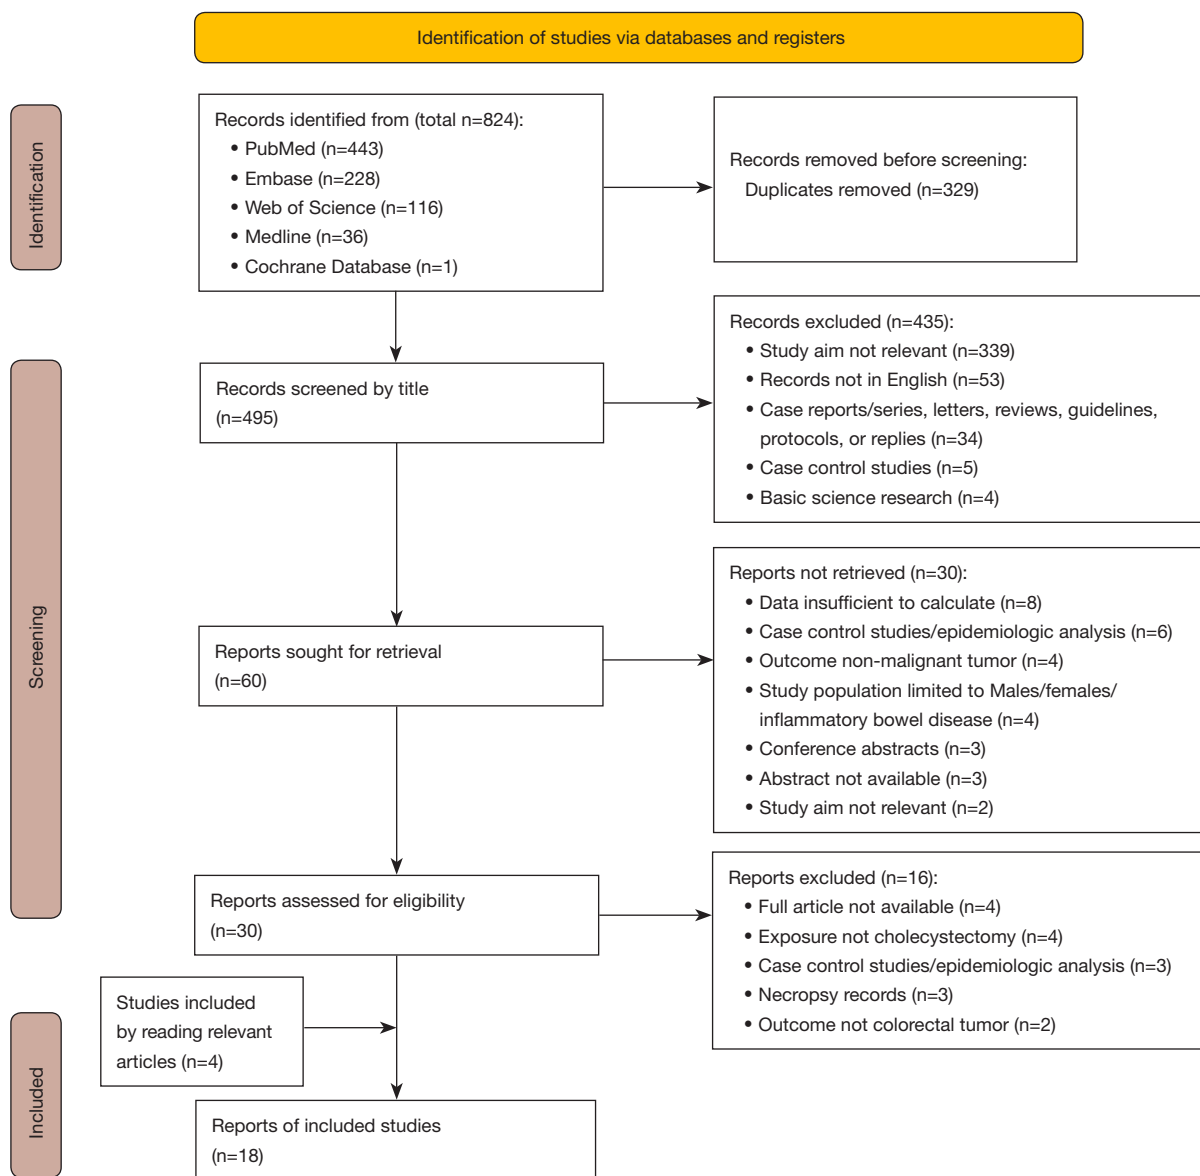 Identification of studies via databases and registers
Identification
Records identified from (total n=824):
• PubMed (n=443)
• Embase (n=228)
• Web of Science (n=116)
• Medline (n=36)
• Cochrane Database (n=1)
Records removed before screening:
Duplicates removed (n=329)
Screening
Records screened by title
(n=495)
Records excluded (n=435):
• Study aim not relevant (n=339)
• Records not in English (n=53)
• Case reports/series, letters, reviews, guidelines,
protocols, or replies (n=34)
• Case control studies (n=5)
• Basic science research (n=4)
Reports sought for retrieval
(n=60)
Reports not retrieved (n=30):
• Data insufficient to calculate (n=8)
• Case control studies/epidemiologic analysis (n=6)
• Outcome non-malignant tumor (n=4)
• Study population limited to Males/females/
inflammatory bowel disease (n=4)
• Conference abstracts (n=3)
• Abstract not available (n=3)
• Study aim not relevant (n=2)
Reports assessed for eligibility
(n=30)
Reports excluded (n=16):
• Full article not available (n=4)
• Exposure not cholecystectomy (n=4)
• Case control studies/epidemiologic analysis (n=3)
• Necropsy records (n=3)
• Outcome not colorectal tumor (n=2)
Studies included
by reading relevant
articles (n=4)
Included
Reports of included studies
(n=18)